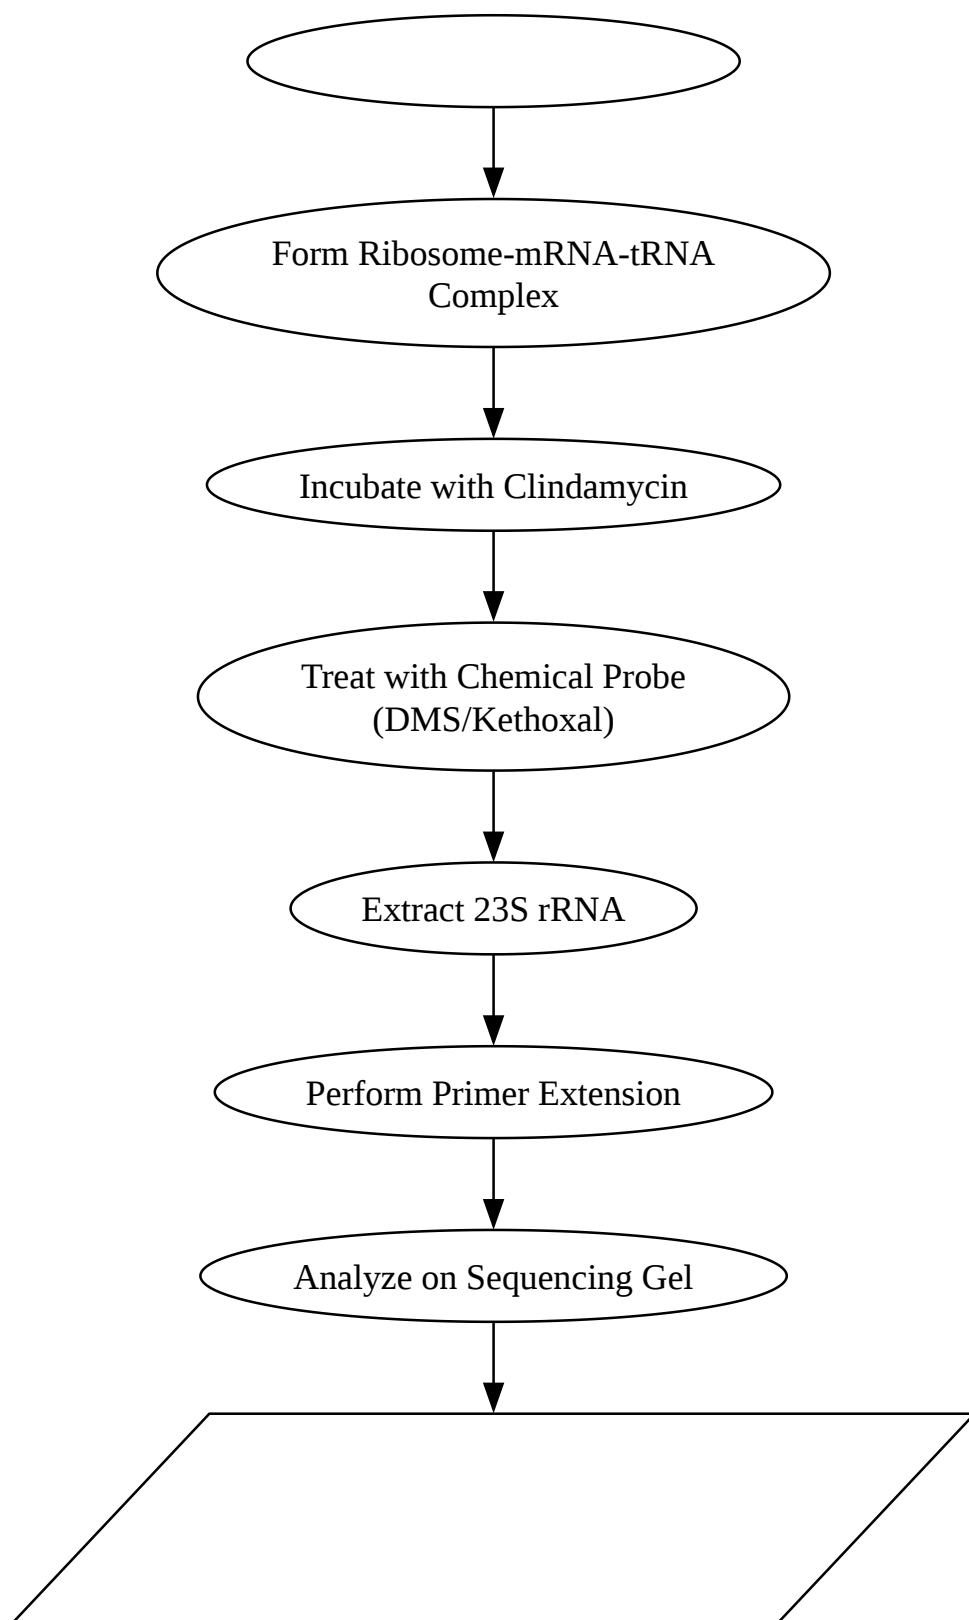 Form Ribosome-mRNA-tRNA
Complex
Incubate with Clindamycin
Treat with Chemical Probe
(DMS/Kethoxal)
Extract 23S rRNA
Perform Primer Extension
Analyze on Sequencing Gel